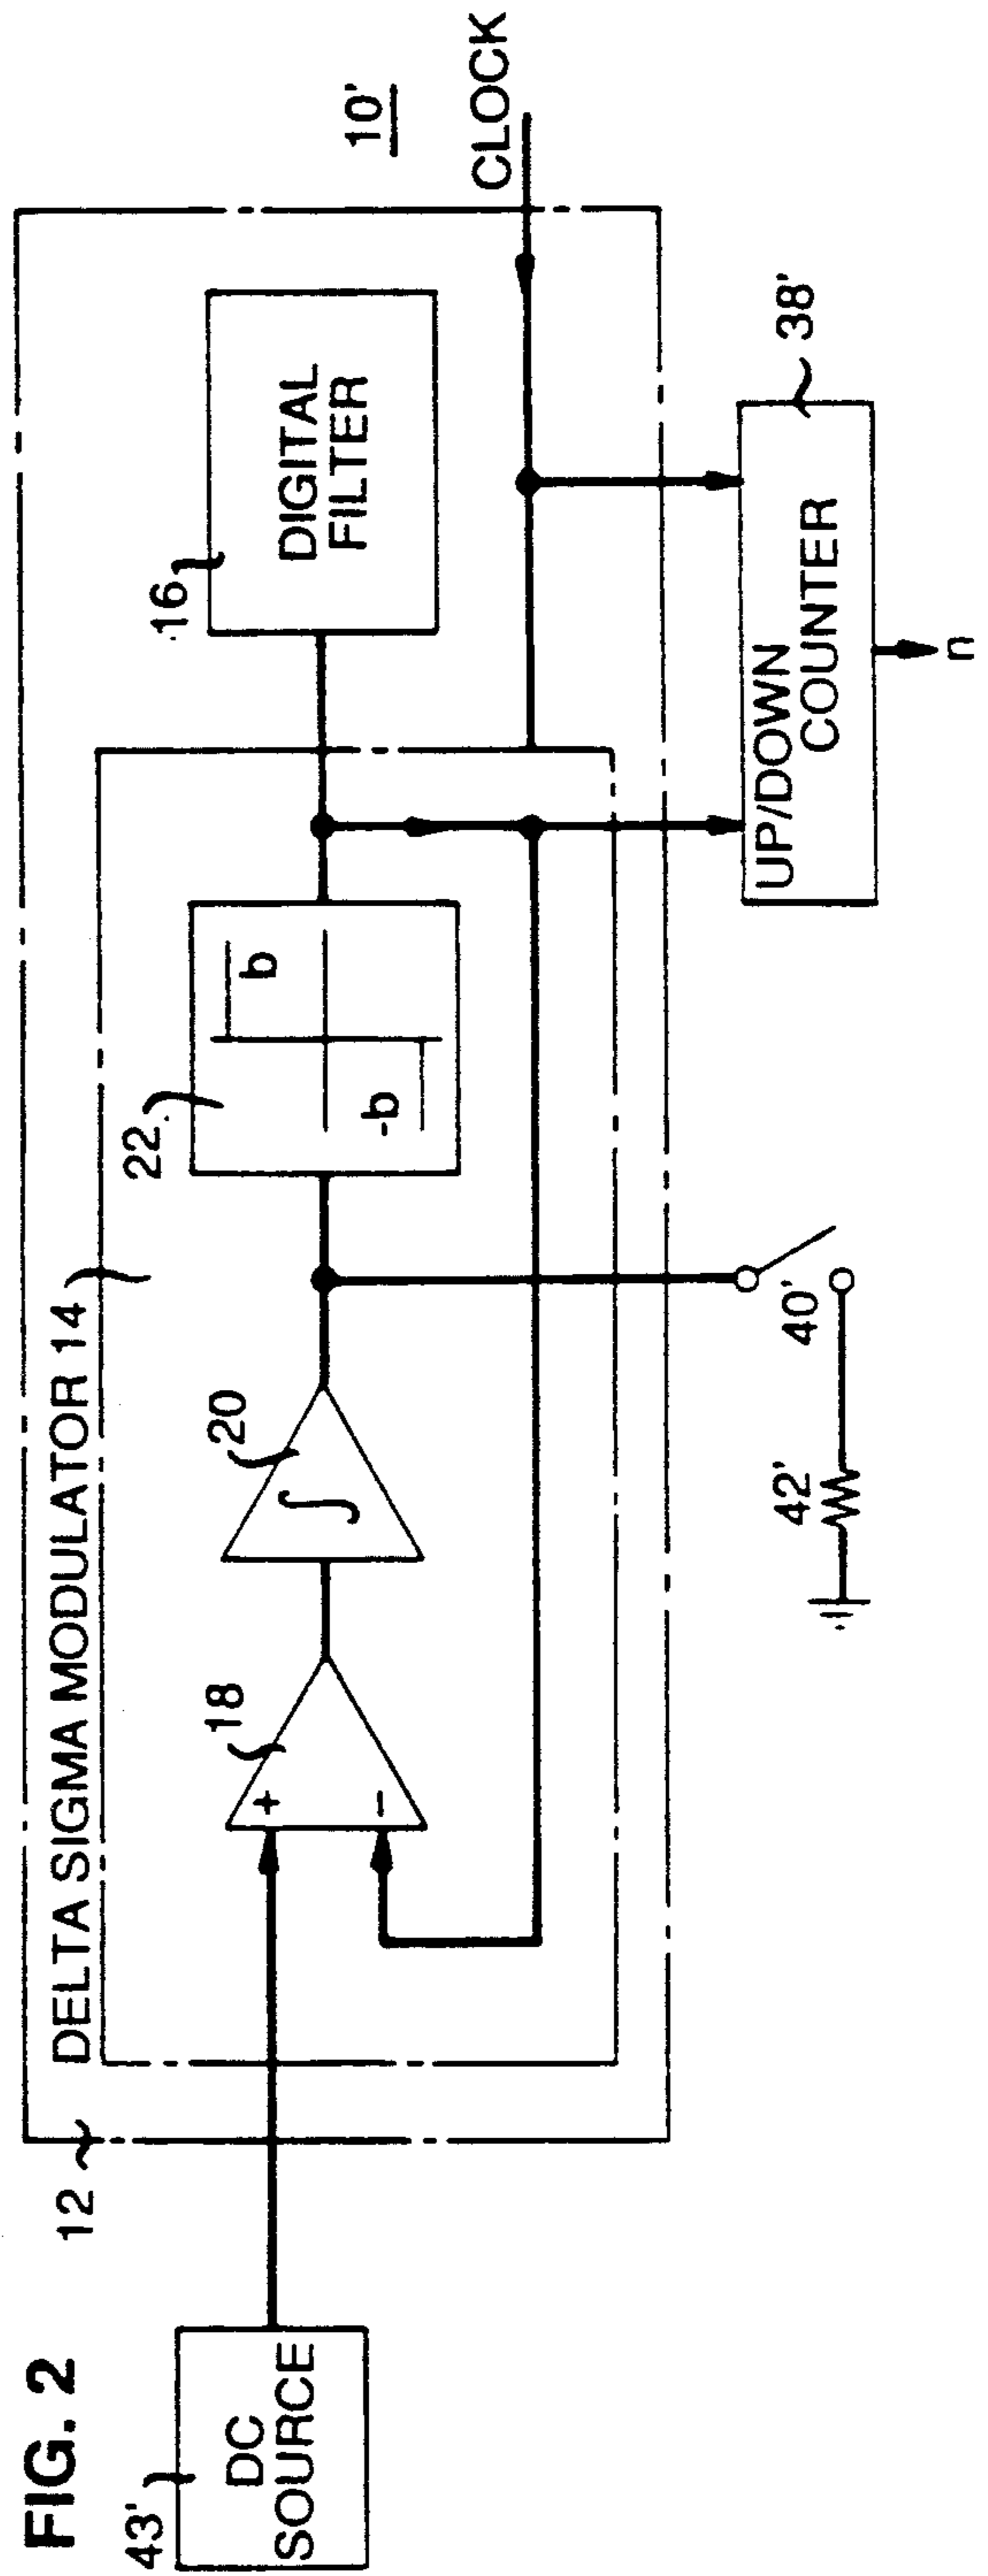 FIG. 2
10'
12
DELTA SIGMA MODULATOR 14
CLOCK
43'
DC
SOURCE
18
+
-
20
∫
22
b
-b
16
DIGITAL
FILTER
40'
42'
UP/DOWN
COUNTER
38'
n